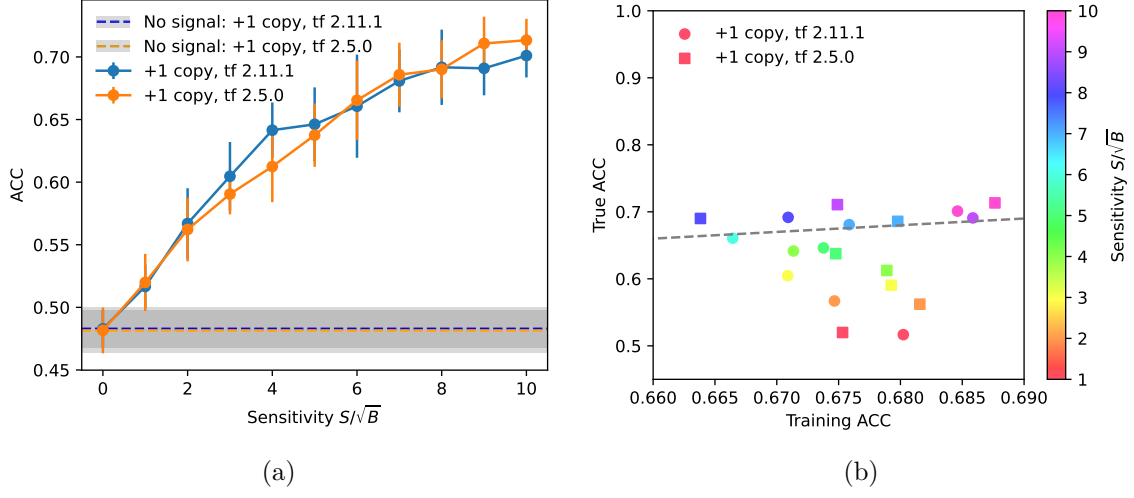 No signal: +1 copy, tf 2.11.1
No signal: +1 copy, tf 2.5.0
+1 copy, tf 2.11.1
+1 copy, tf 2.5.0
0.70
0.65
0.60
0.55
0.50
0.45
ACC
0 2 4 6 8 10
Sensitivity S/√B
(a)
+1 copy, tf 2.11.1
+1 copy, tf 2.5.0
1.0
0.9
0.8
0.7
0.6
0.5
True ACC
0.660 0.665 0.670 0.675 0.680 0.685 0.690
Training ACC
10
9
8
7
6
5
4
3
2
1
Sensitivity S/√B
(b)